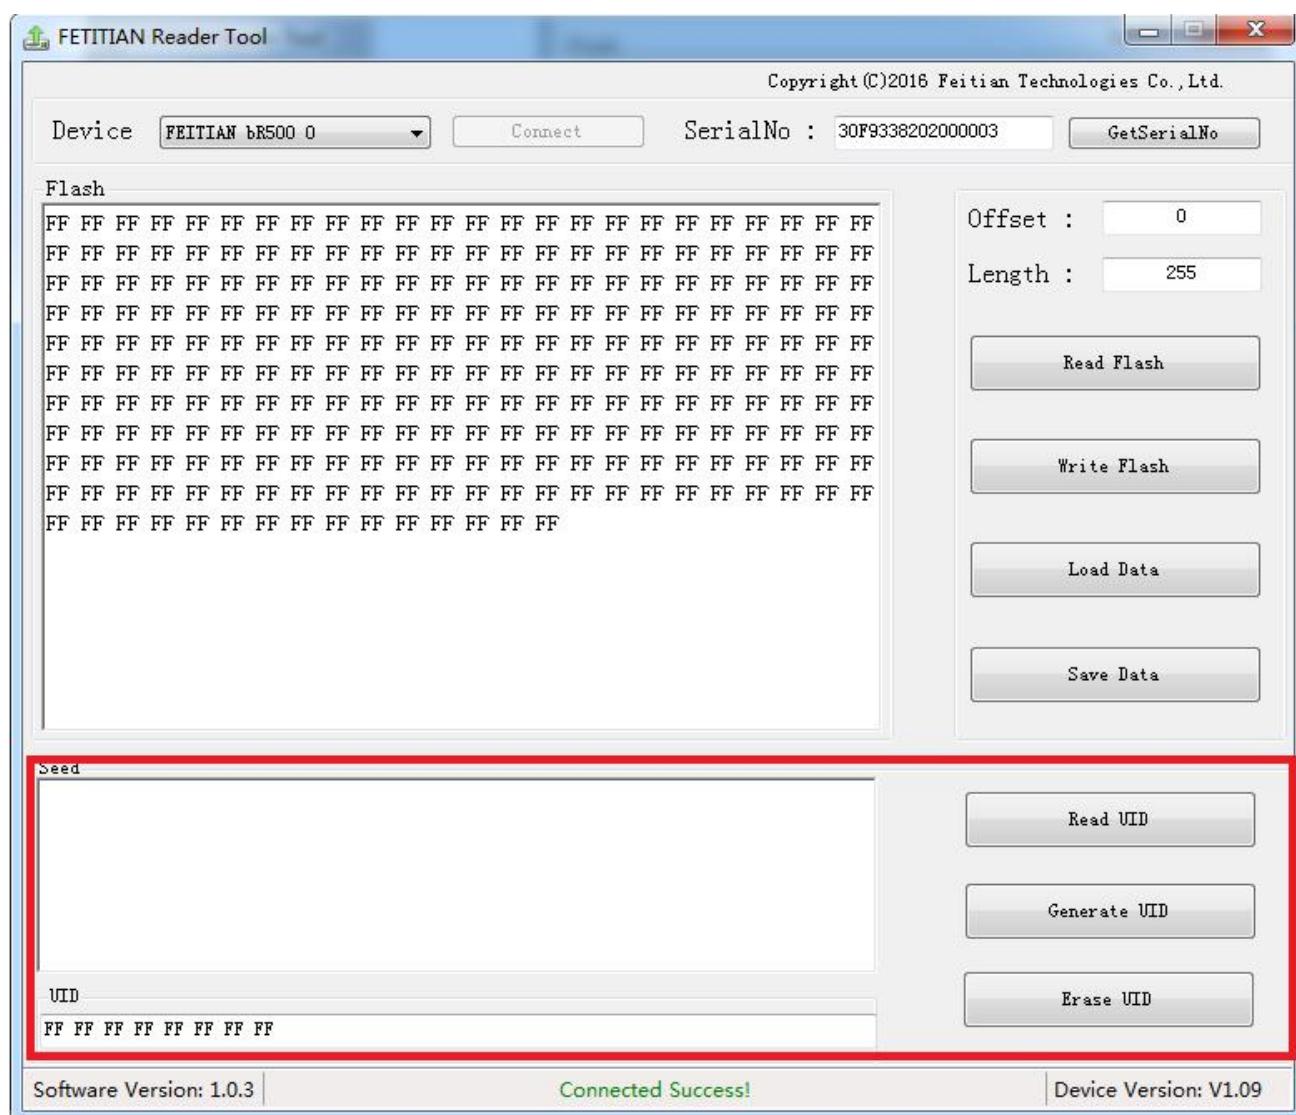 FETITIAN Reader Tool
Copyright(C)2016 Feitian Technologies Co.,Ltd.
Device FEITIAN bR500 0 Connect SerialNo : 30F9338202000003 GetSerialNo
Flash
FF FF FF FF FF FF FF FF FF FF FF FF FF FF FF FF FF FF FF FF FF FF FF FF
FF FF FF FF FF FF FF FF FF FF FF FF FF FF FF FF FF FF FF FF FF FF FF FF
FF FF FF FF FF FF FF FF FF FF FF FF FF FF FF FF FF FF FF FF FF FF FF FF
FF FF FF FF FF FF FF FF FF FF FF FF FF FF FF FF FF FF FF FF FF FF FF FF
FF FF FF FF FF FF FF FF FF FF FF FF FF FF FF FF FF FF FF FF FF FF FF FF
FF FF FF FF FF FF FF FF FF FF FF FF FF FF FF FF FF FF FF FF FF FF FF FF
FF FF FF FF FF FF FF FF FF FF FF FF FF FF FF FF FF FF FF FF FF FF FF FF
FF FF FF FF FF FF FF FF FF FF FF FF FF FF FF FF FF FF FF FF FF FF FF FF
FF FF FF FF FF FF FF FF FF FF FF FF FF FF FF FF FF FF FF FF FF FF FF FF
FF FF FF FF FF FF FF FF FF FF FF FF FF FF FF FF FF FF FF FF FF FF FF FF
FF FF FF FF FF FF FF FF FF FF FF FF FF FF FF
Offset : 0
Length : 255
Read Flash
Write Flash
Load Data
Save Data
Seed
Read UID
Generate UID
Erase UID
UID
FF FF FF FF FF FF FF FF
Software Version: 1.0.3 Connected Success! Device Version: V1.09